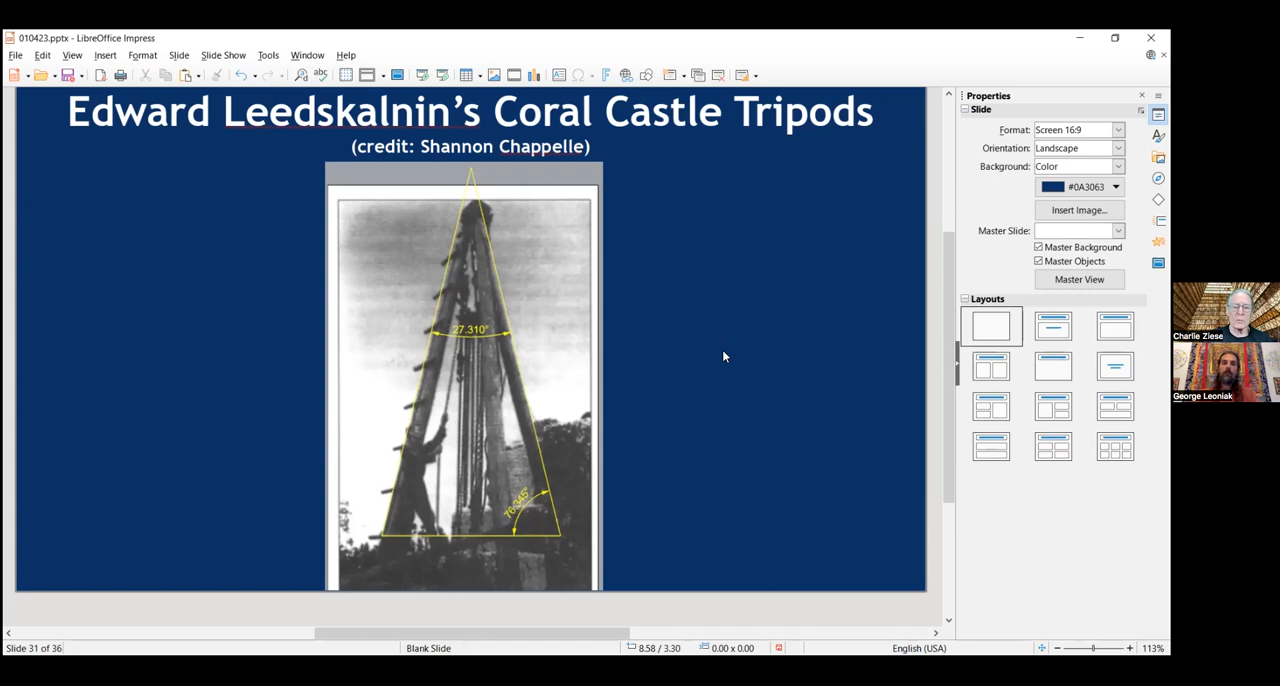 010423.pptx - LibreOffice Impress
File Edit View Insert Format Slide Slide Show Tools Window Help
Edward Leedskalnin's Coral Castle Tripods
(credit: Shannon Chappelle)
27.310°
76.345°
Properties
Slide
Format: Screen 16:9
Orientation: Landscape
Background: Color
#0A3063
Insert Image...
Master Slide:
Master Background
Master Objects
Master View
Layouts
Charlie Ziese
George Leoniak
Slide 31 of 36 Blank Slide 8.58 / 3.30 0.00 x 0.00 English (USA) 113%